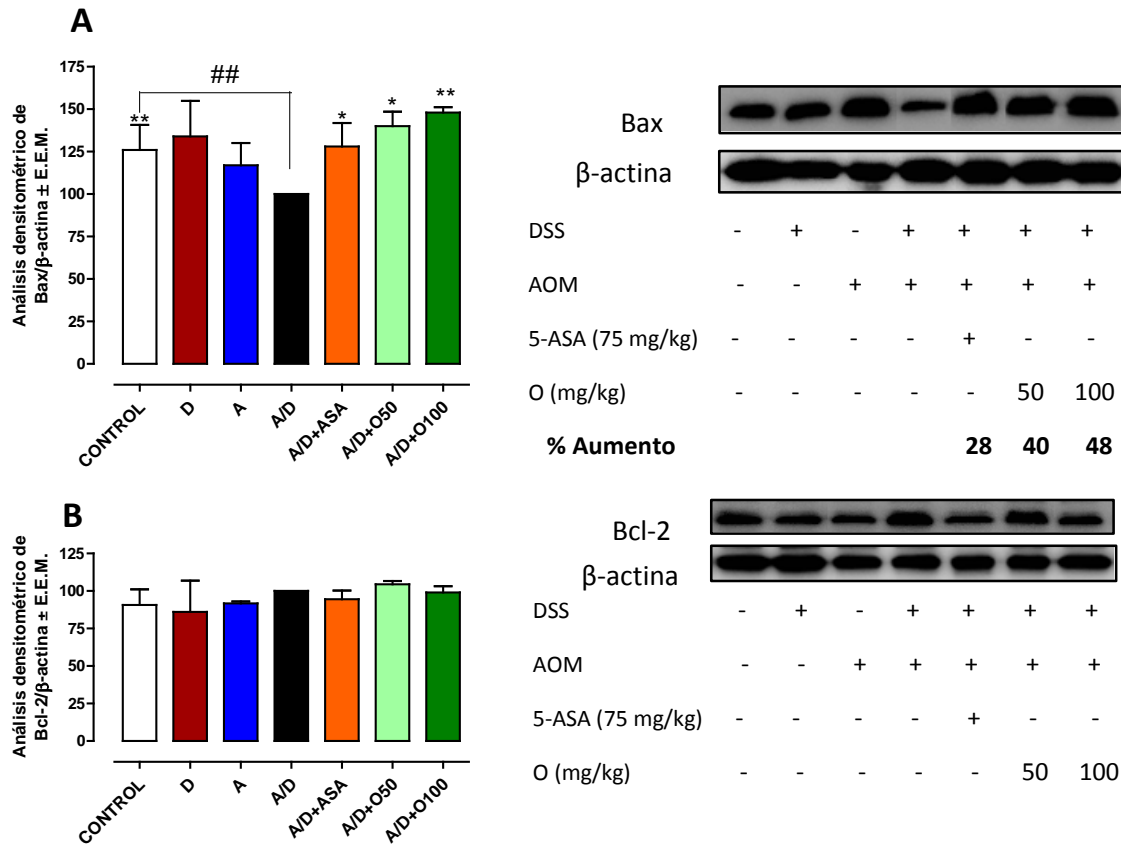 A
Análisis densitométrico de
Bax/β-actina ± E.E.M.
175
150
125
100
75
50
25
0
**
##
*
*
**
CONTROL
D
A
A/D
A/D+ASA
A/D+O50
A/D+O100
Bax
β-actina
DSS - + - + + + +
AOM - - + + + + +
5-ASA (75 mg/kg) - - - - + - -
O (mg/kg) - - - - - 50 100
% Aumento 28 40 48
B
Análisis densitométrico de
Bcl-2/β-actina ± E.E.M.
125
100
75
50
25
0
CONTROL
D
A
A/D
A/D+ASA
A/D+O50
A/D+O100
Bcl-2
β-actina
DSS - + - + + + +
AOM - - + + + + +
5-ASA (75 mg/kg) - - - - + - -
O (mg/kg) - - - - - 50 100